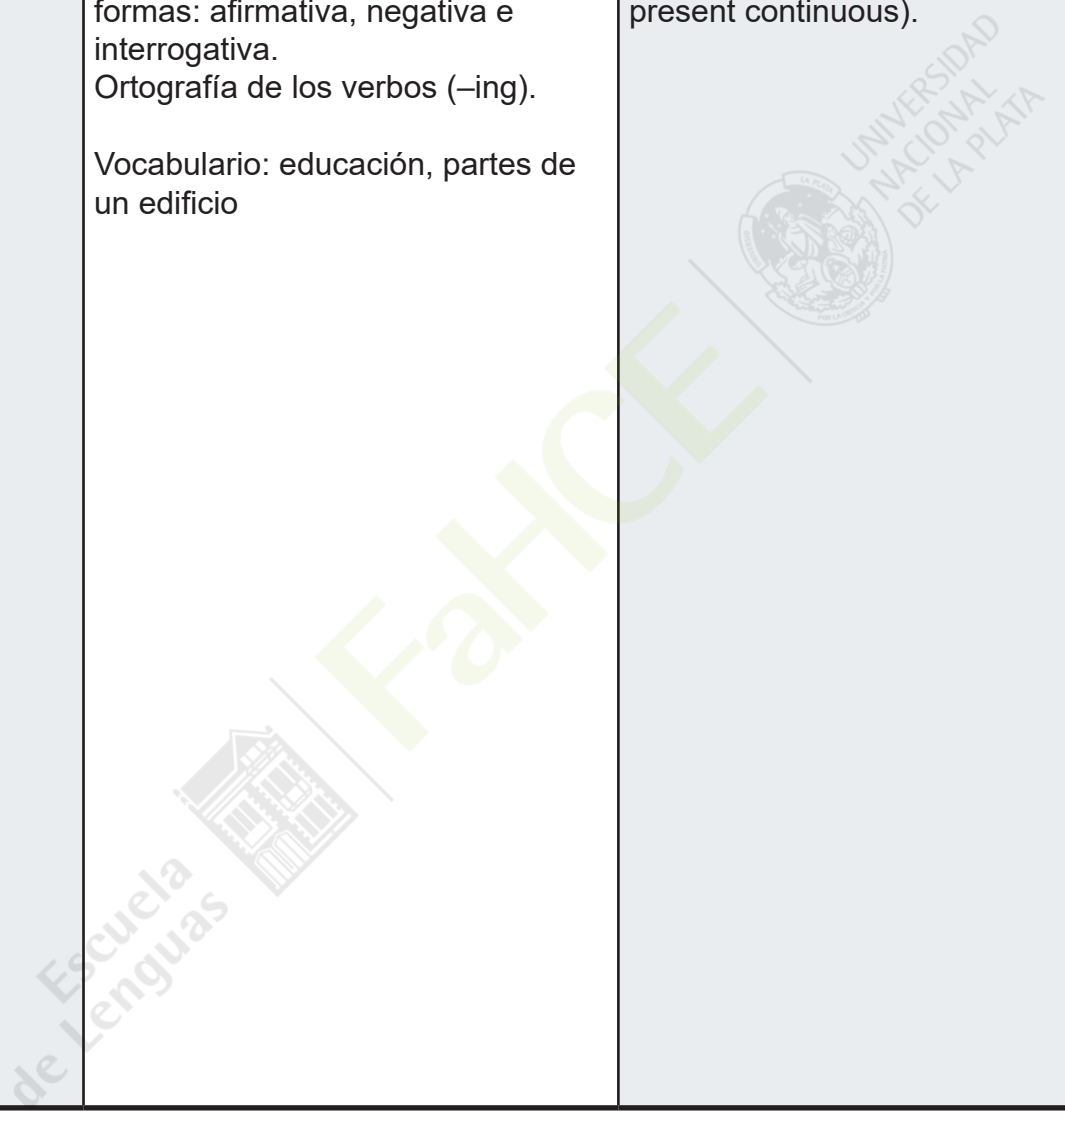 formas: afirmativa, negativa e
interrogativa.
Ortografía de los verbos (–ing).
Vocabulario: educación, partes de
un edificio
present continuous).
UNIVERSIDAD
NACIONAL
DE LA PLATA
FaHCE
Escuela
de Lenguas